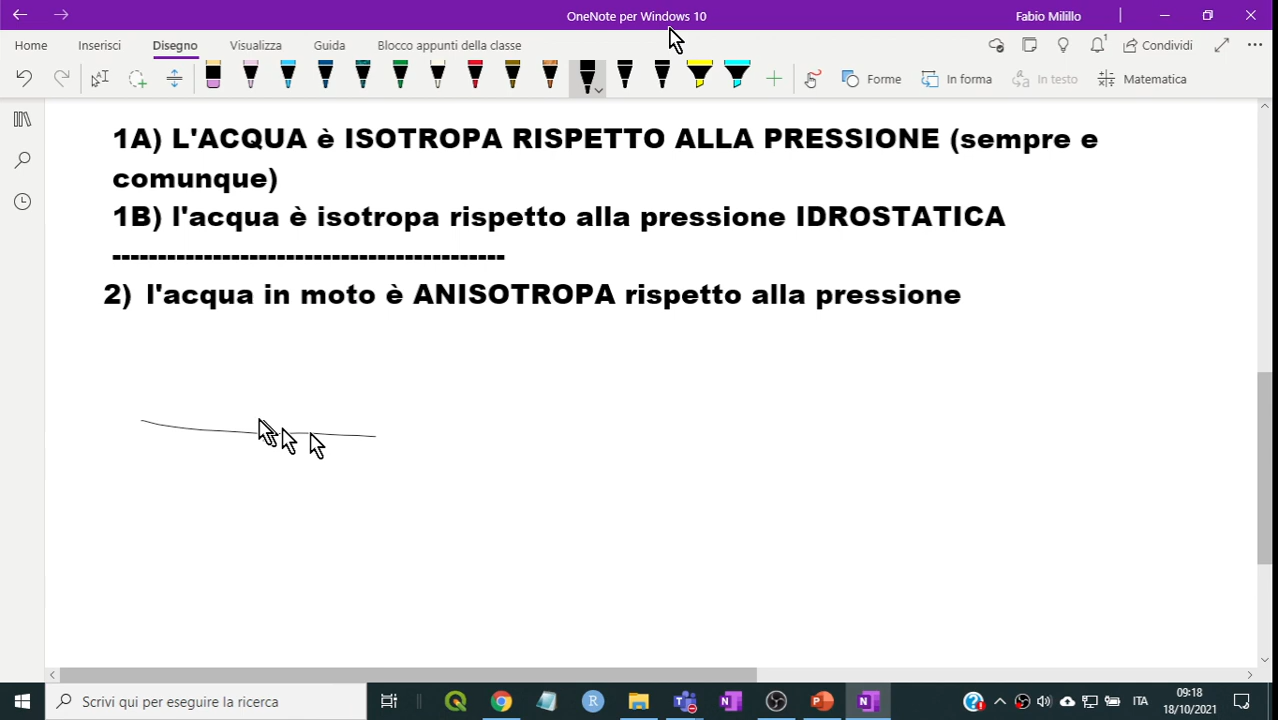 OneNote per Windows 10
Fabio Milillo
Home Inserisci Disegno Visualizza Guida Blocco appunti della classe
Condividi
Forme In forma In testo Matematica
1A) L'ACQUA è ISOTROPA RISPETTO ALLA PRESSIONE (sempre e
comunque)
1B) l'acqua è isotropa rispetto alla pressione IDROSTATICA
-------------------------------------------
2) l'acqua in moto è ANISOTROPA rispetto alla pressione
Scrivi qui per eseguire la ricerca
ITA
09:18
18/10/2021